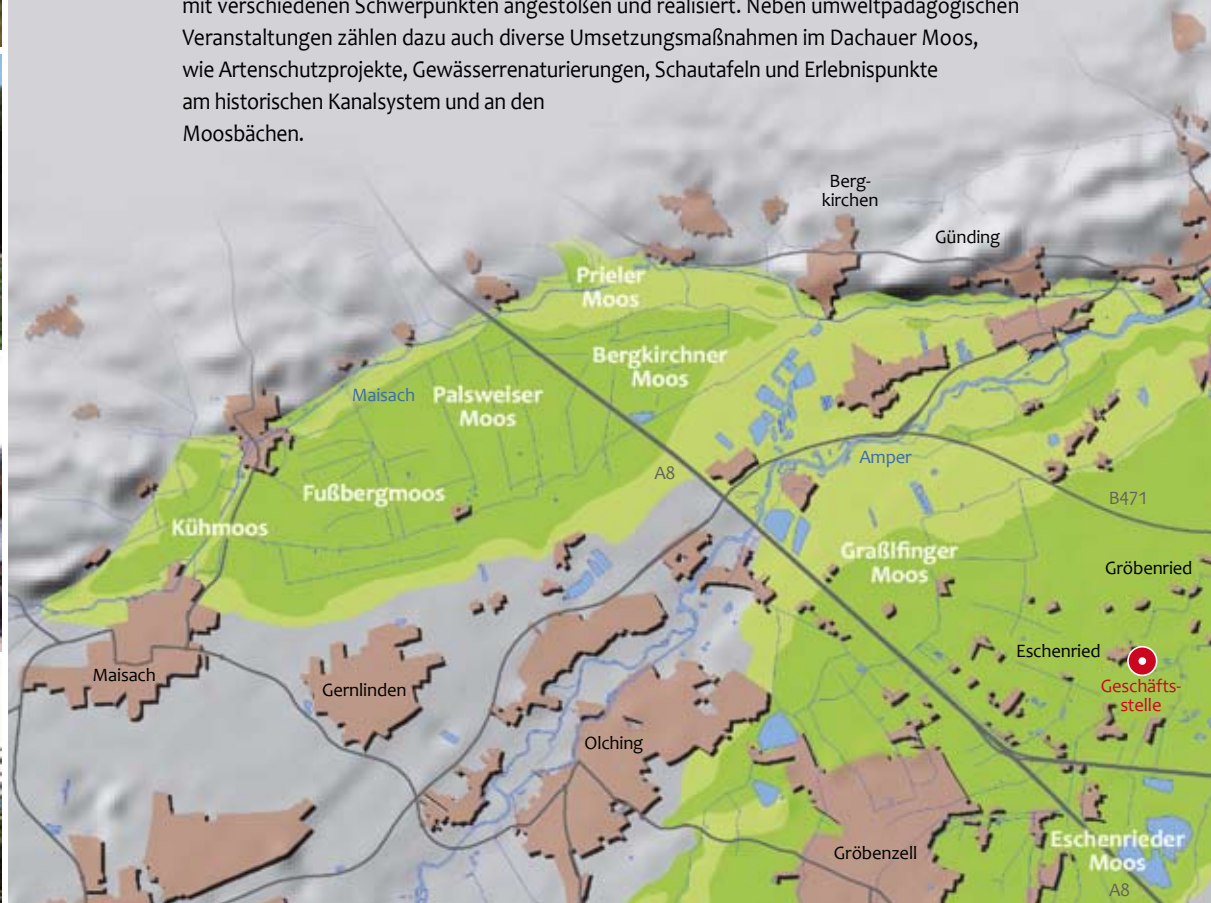 mit verschiedenen Schwerpunkten angestoßen und realisiert. Neben umweltpädagogischen
Veranstaltungen zählen dazu auch diverse Umsetzungsmaßnahmen im Dachauer Moos,
wie Artenschutzprojekte, Gewässerrenaturierungen, Schautafeln und Erlebnispunkte
am historischen Kanalsystem und an den
Moosbächen.
Berg-
kirchen
Günding
Prieler
Moos
Bergkirchner
Moos
Maisach
Palsweiser
Moos
A8
Amper
Fußbergmoos
B471
Kühmoos
Graßlfinger
Moos
Gröbenried
Eschenried
Maisach
Gernlinden
Geschäfts-
stelle
Olching
Gröbenzell
Eschenrieder
Moos
A8